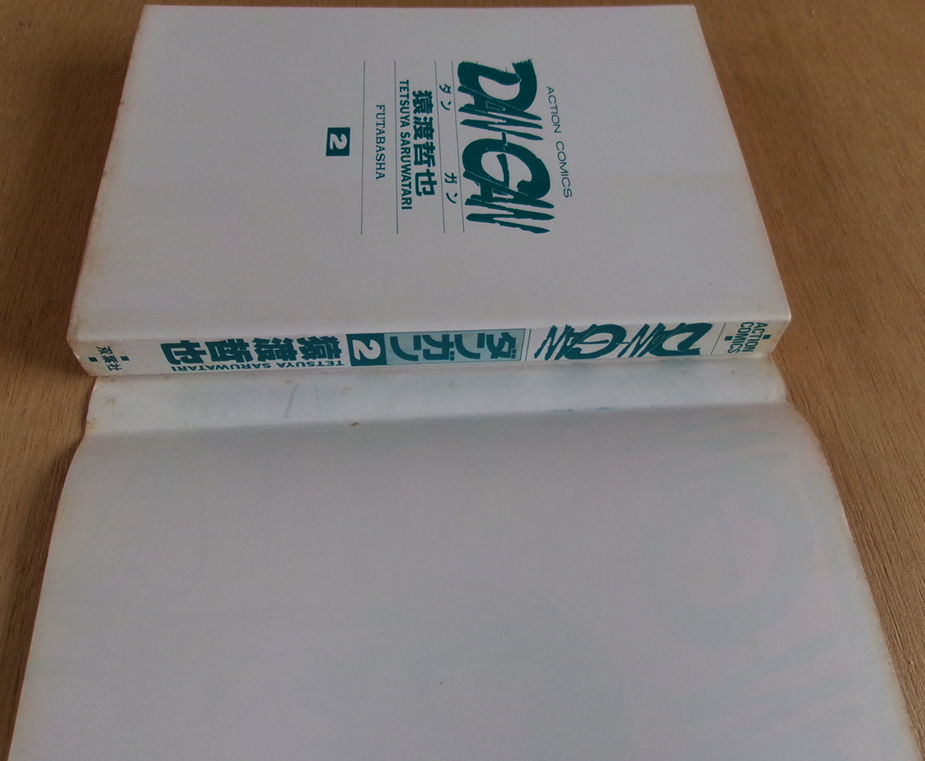 ACTION COMICS
DAN-GAN
ダン ガン
猿渡哲也
TETSUYA SARUWATARI
FUTABASHA
2
ACTION
COMICS
DAN-GAN
ダンガン 2
猿渡哲也
TETSUYA SARUWATARI
双葉社